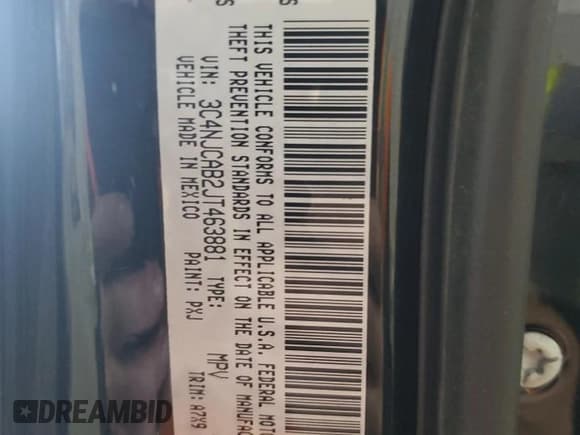 THIS VEHICLE CONFORMS TO ALL APPLICABLE U.S.A. FEDERAL MOTO
THEFT PREVENTION STANDARDS IN EFFECT ON THE DATE OF MANUFAC
VIN: 3C4NJCAB2JT463881 TYPE: MPV
VEHICLE MADE IN MEXICO PAINT: PXJ TRIM: A7X9
DREAMBID